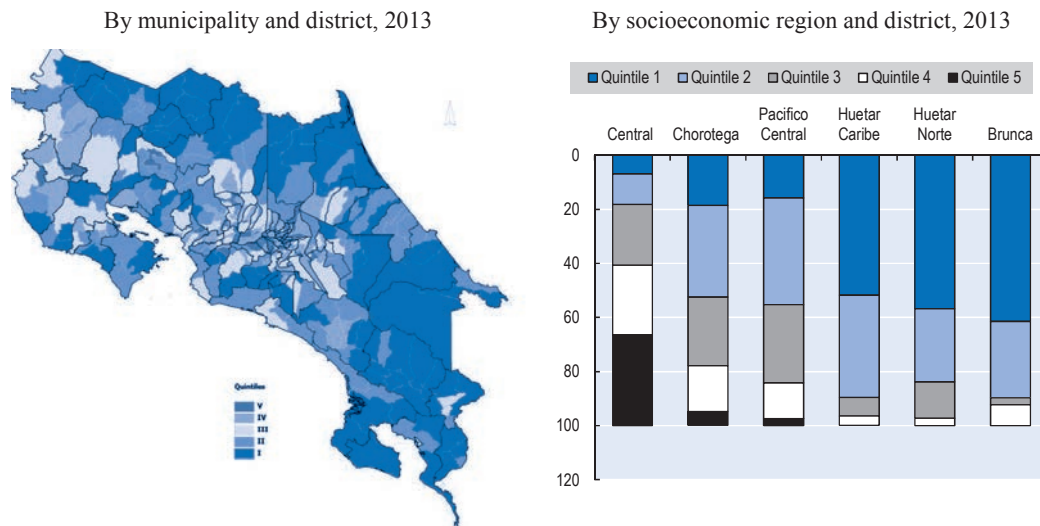 By municipality and district, 2013
By socioeconomic region and district, 2013
Quintiles
V
IV
III
II
I
Quintile 1 Quintile 2 Quintile 3 Quintile 4 Quintile 5
Central
Chorotega
Pacifico
Central
Huetar
Caribe
Huetar
Norte
Brunca
0
20
40
60
80
100
120